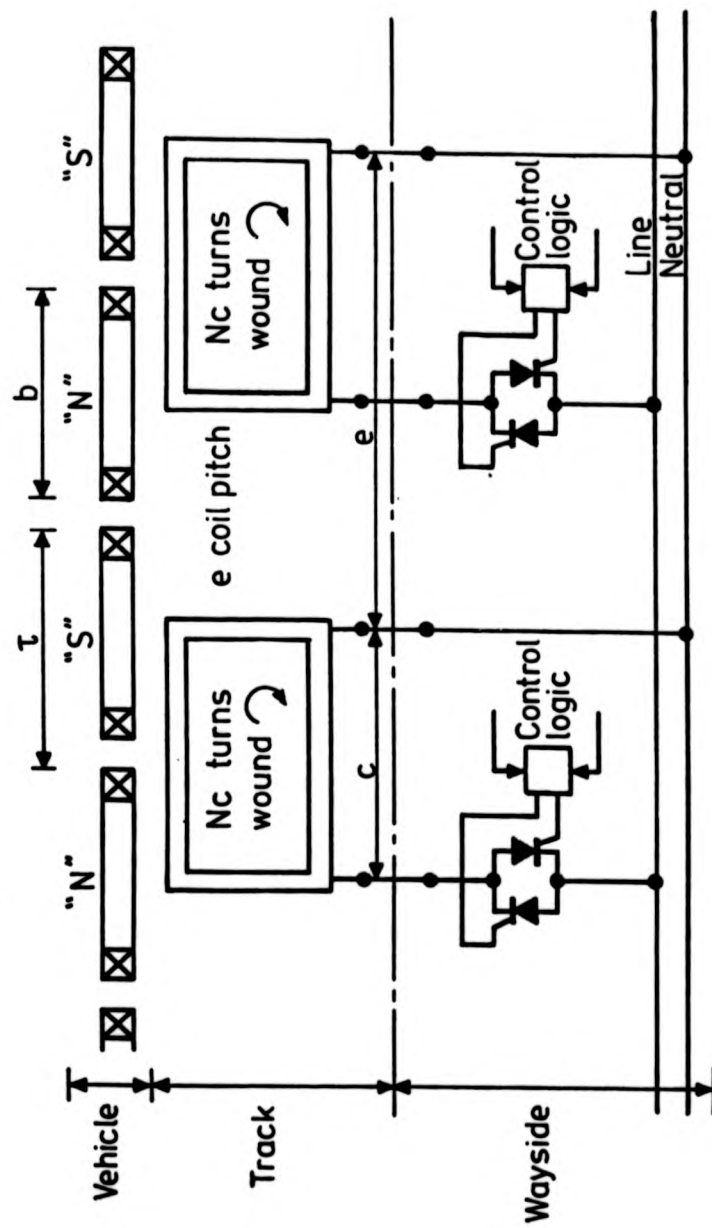 Vehicle
Track
Wayside
"N"
"S"
"N"
"S"
τ
b
Nc turns
wound
Nc turns
wound
e coil pitch
c
e
Control
logic
Control
logic
Line
Neutral